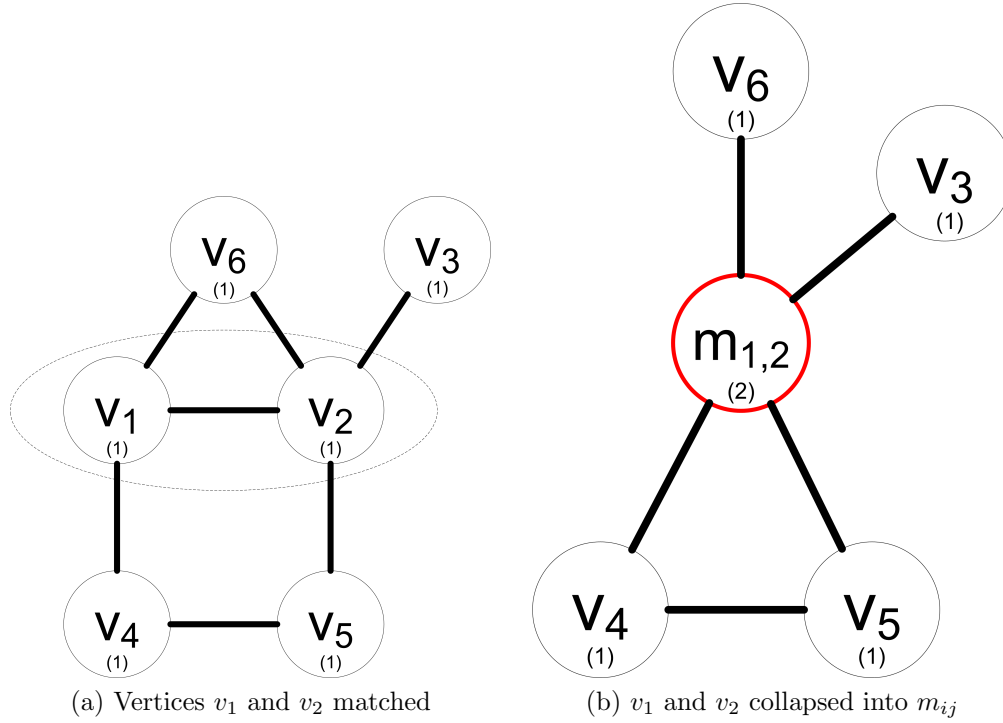 v6
(1)
v3
(1)
v1
(1)
v2
(1)
v4
(1)
v5
(1)
(a) Vertices v1 and v2 matched
v6
(1)
v3
(1)
m1,2
(2)
v4
(1)
v5
(1)
(b) v1 and v2 collapsed into mij